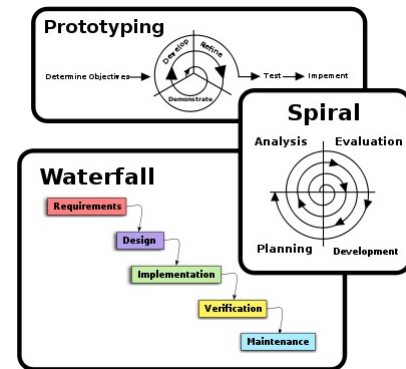 Prototyping
Develop
Refine
Demonstrate
Determine Objectives
Test
Impement
Spiral
Analysis
Evaluation
Planning
Development
Waterfall
Requirements
Design
Implementation
Verification
Maintenance